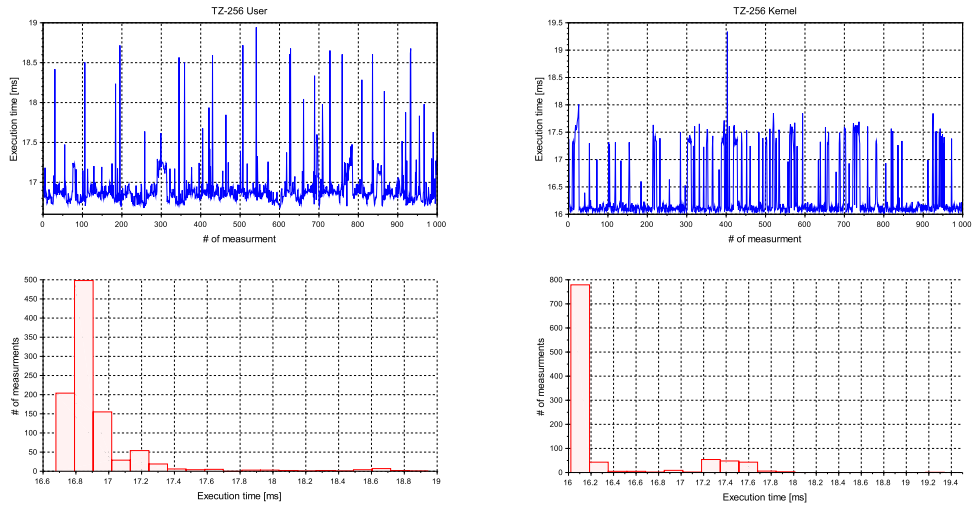 TZ-256 User
19
18.5
18
17.5
17
Execution time [ms]
0 100 200 300 400 500 600 700 800 900 1 000
# of measurment
TZ-256 Kernel
19.5
19
18.5
18
17.5
17
16.5
16
Execution time [ms]
0 100 200 300 400 500 600 700 800 900 1 000
# of measurment
500
450
400
350
300
250
200
150
100
50
0
# of measurments
16.6 16.8 17 17.2 17.4 17.6 17.8 18 18.2 18.4 18.6 18.8 19
Execution time [ms]
800
700
600
500
400
300
200
100
0
# of measurments
16 16.2 16.4 16.6 16.8 17 17.2 17.4 17.6 17.8 18 18.2 18.4 18.6 18.8 19 19.2 19.4
Execution time [ms]